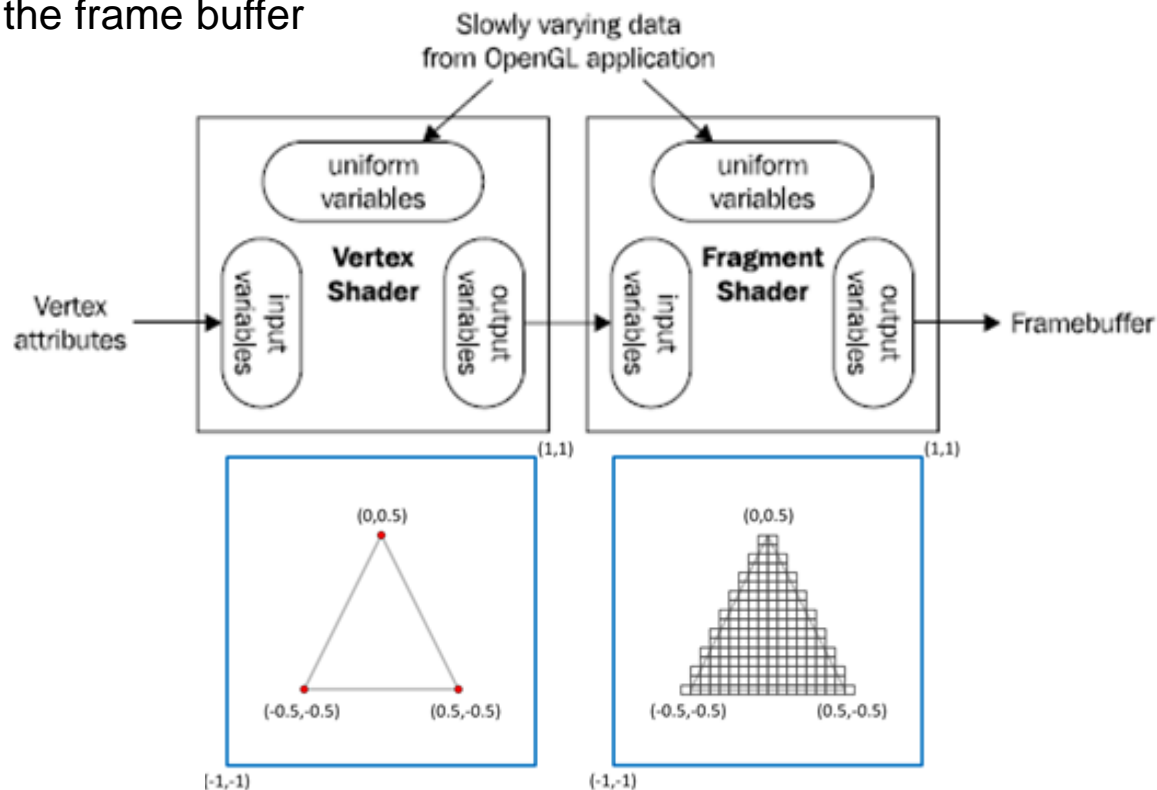 the frame buffer
Slowly varying data
from OpenGL application
uniform
variables
uniform
variables
Vertex
Shader
Fragment
Shader
input
variables
output
variables
input
variables
output
variables
Vertex
attributes
Framebuffer
(1,1)
(1,1)
(0,0.5)
(0,0.5)
(-0.5,-0.5)
(0.5,-0.5)
(-0.5,-0.5)
(0.5,-0.5)
(-1,-1)
(-1,-1)